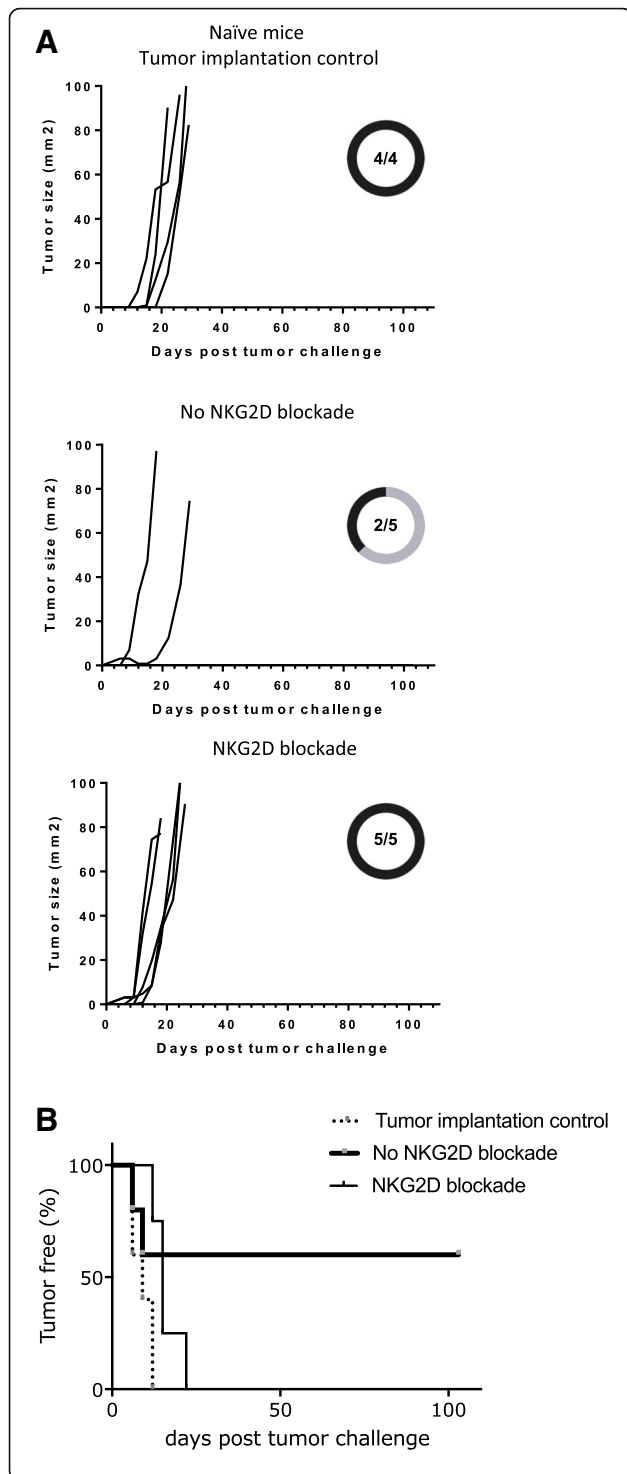 A
Naïve mice
Tumor implantation control
Tumor size (mm2)
100
80
60
40
20
0
4/4
0 20 40 60 80 100
Days post tumor challenge
No NKG2D blockade
Tumor size (mm2)
100
80
60
40
20
0
2/5
0 20 40 60 80 100
Days post tumor challenge
NKG2D blockade
Tumor size (mm2)
100
80
60
40
20
0
5/5
0 20 40 60 80 100
Days post tumor challenge
B
Tumor implantation control
No NKG2D blockade
NKG2D blockade
Tumor free (%)
100
50
0
0 50 100
days post tumor challenge